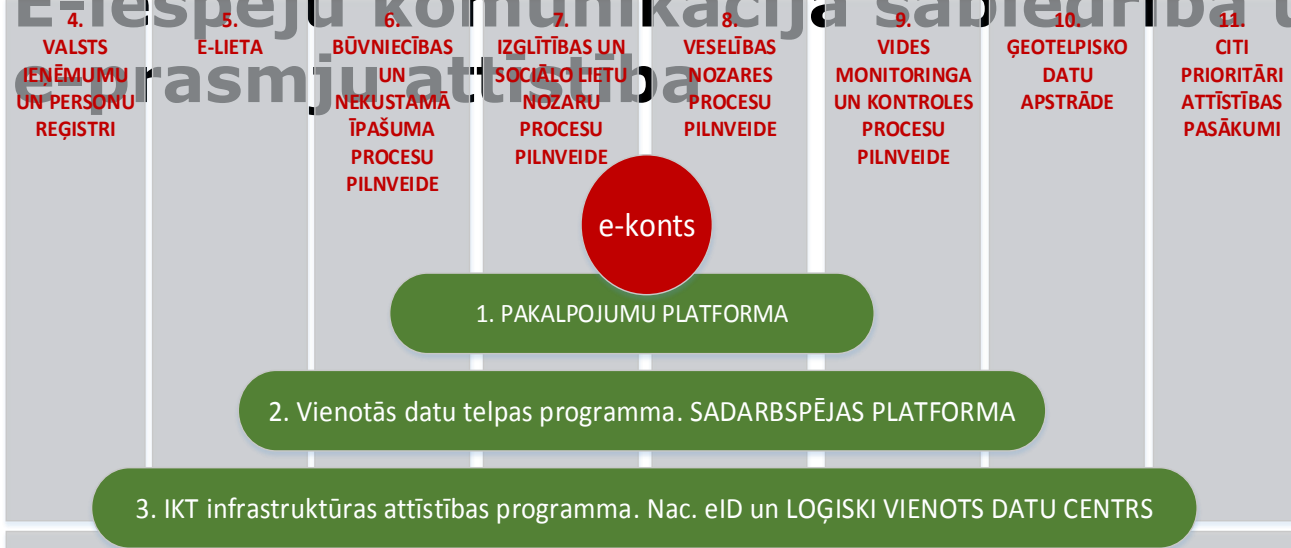 E-iespēju komunikācija sabiedrībā u
e-prasmju attīstība
4.
VALSTS
IEŅĒMUMU
UN PERSONU
REĢISTRI
5.
E-LIETA
6.
BŪVNIECĪBAS
UN
NEKUSTAMĀ
ĪPAŠUMA
PROCESU
PILNVEIDE
7.
IZGLĪTĪBAS UN
SOCIĀLO LIETU
NOZARU
PROCESU
PILNVEIDE
8.
VESELĪBAS
NOZARES
PROCESU
PILNVEIDE
9.
VIDES
MONITORINGA
UN KONTROLES
PROCESU
PILNVEIDE
10.
ĢEOTELPISKO
DATU
APSTRĀDE
11.
CITI
PRIORITĀRI
ATTĪSTĪBAS
PASĀKUMI
e-konts
1. PAKALPOJUMU PLATFORMA
2. Vienotās datu telpas programma. SADARBSPĒJAS PLATFORMA
3. IKT infrastruktūras attīstības programma. Nac. eID un LOĢISKI VIENOTS DATU CENTRS